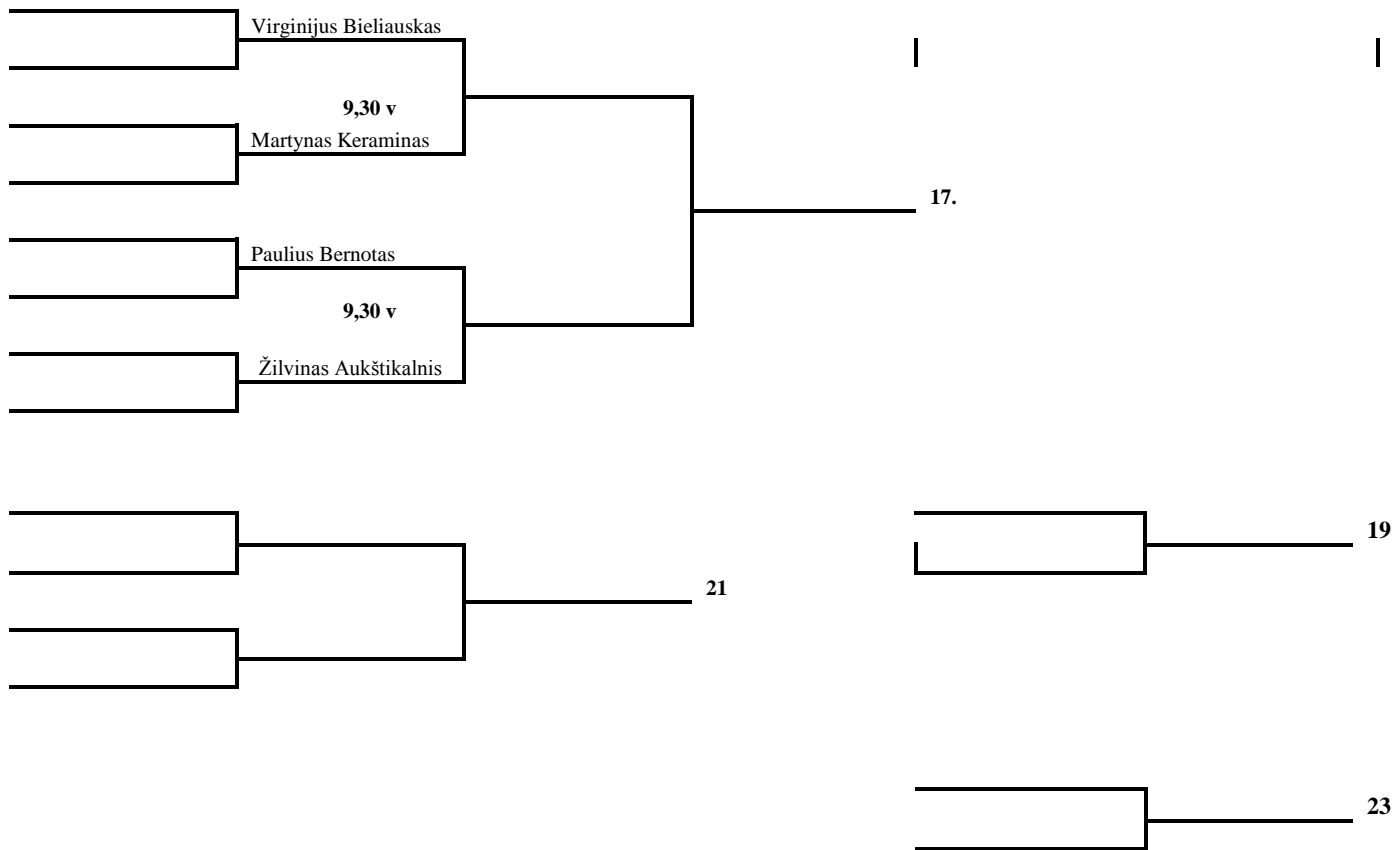 Virginijus Bieliauskas
9,30 v
Martynas Keraminas
17.
Paulius Bernotas
9,30 v
Žilvinas Aukštikalnis
19
21
23